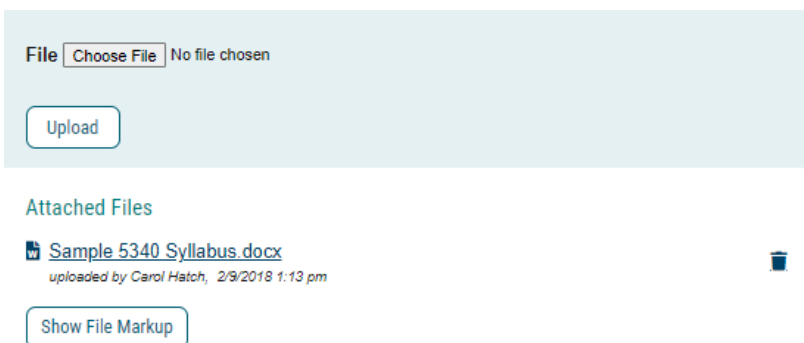 File Choose File No file chosen
Upload
Attached Files
Sample 5340 Syllabus.docx
uploaded by Carol Hatch, 2/9/2018 1:13 pm
Show File Markup